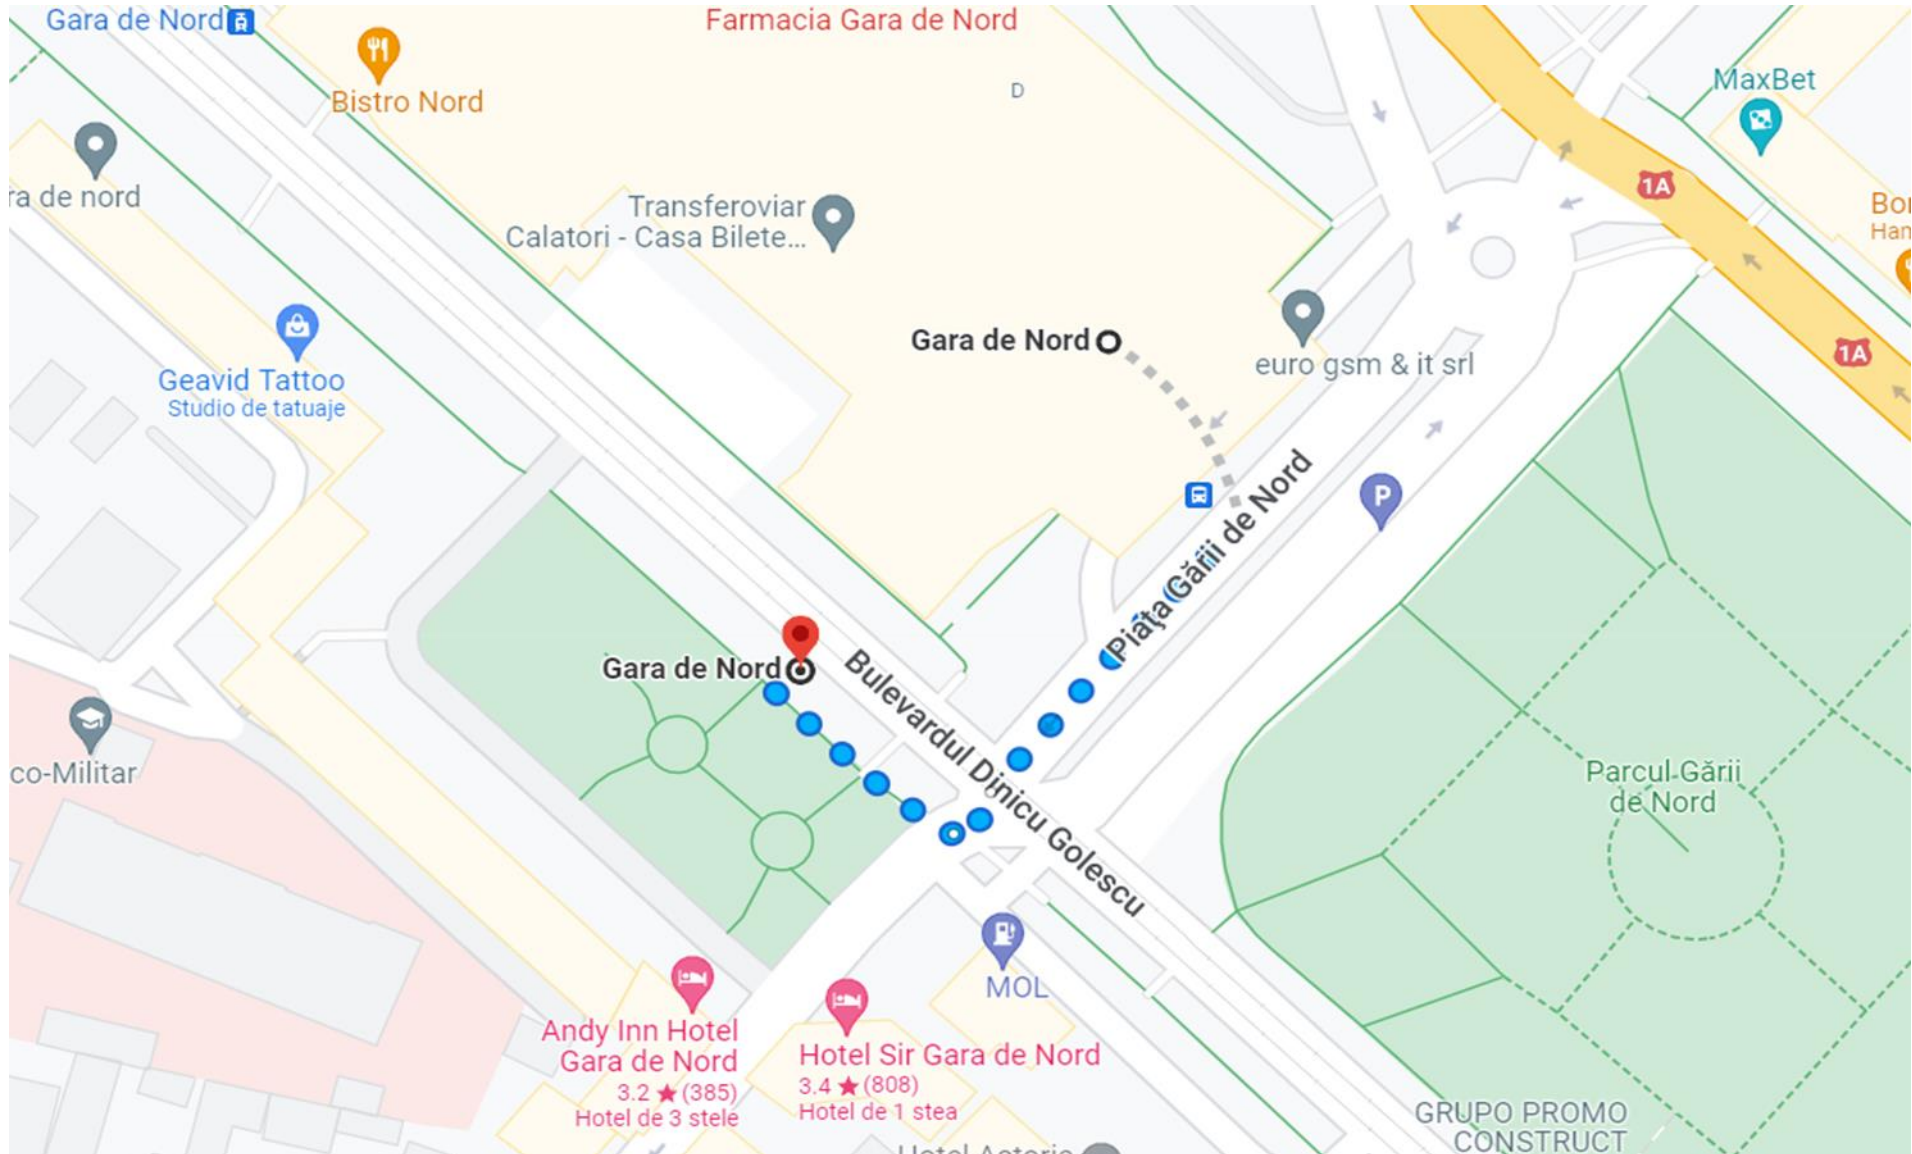 Gara de Nord
Farmacia Gara de Nord
Bistro Nord
D
MaxBet
ra de nord
1A
Transferoviar
Calatori - Casa Bilete...
Bor
Ham
Gara de Nord
euro gsm & it srl
1A
Geavid Tattoo
Studio de tatuaje
P
Piața Gării de Nord
Gara de Nord
Bulevardul Dinicu Golescu
co-Militar
Parcul Gării
de Nord
MOL
Andy Inn Hotel
Gara de Nord
3.2 ★ (385)
Hotel de 3 stele
Hotel Sir Gara de Nord
3.4 ★ (808)
Hotel de 1 stea
GRUPO PROMO
CONSTRUCT
Hotel Astoria